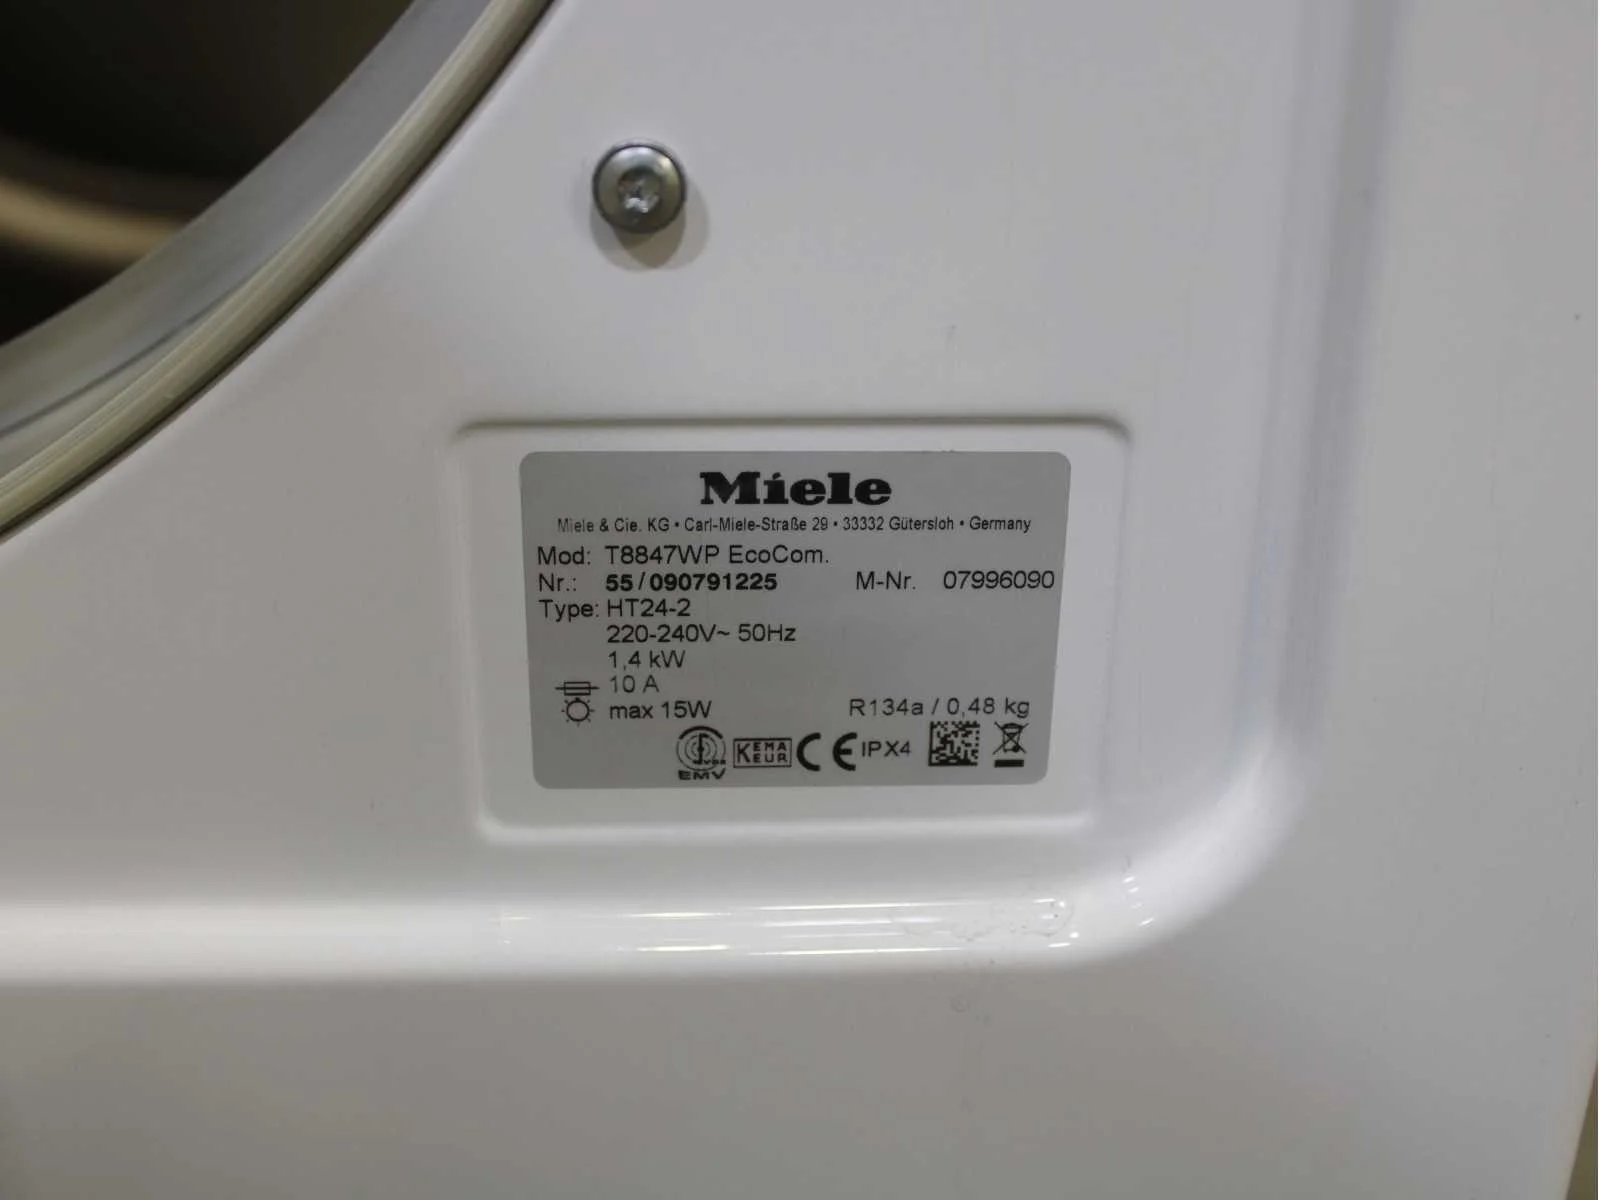 Miele
Miele & Cie. KG • Carl-Miele-Straße 29 • 33332 Gütersloh • Germany
Mod: T8847WP EcoCom.
Nr.: 55/090791225 M-Nr. 07996090
Type: HT24-2
220-240V~ 50Hz
1,4 kW
10 A
max 15W R134a / 0,48 kg
KEMA KEUR CE IPX4
EMV